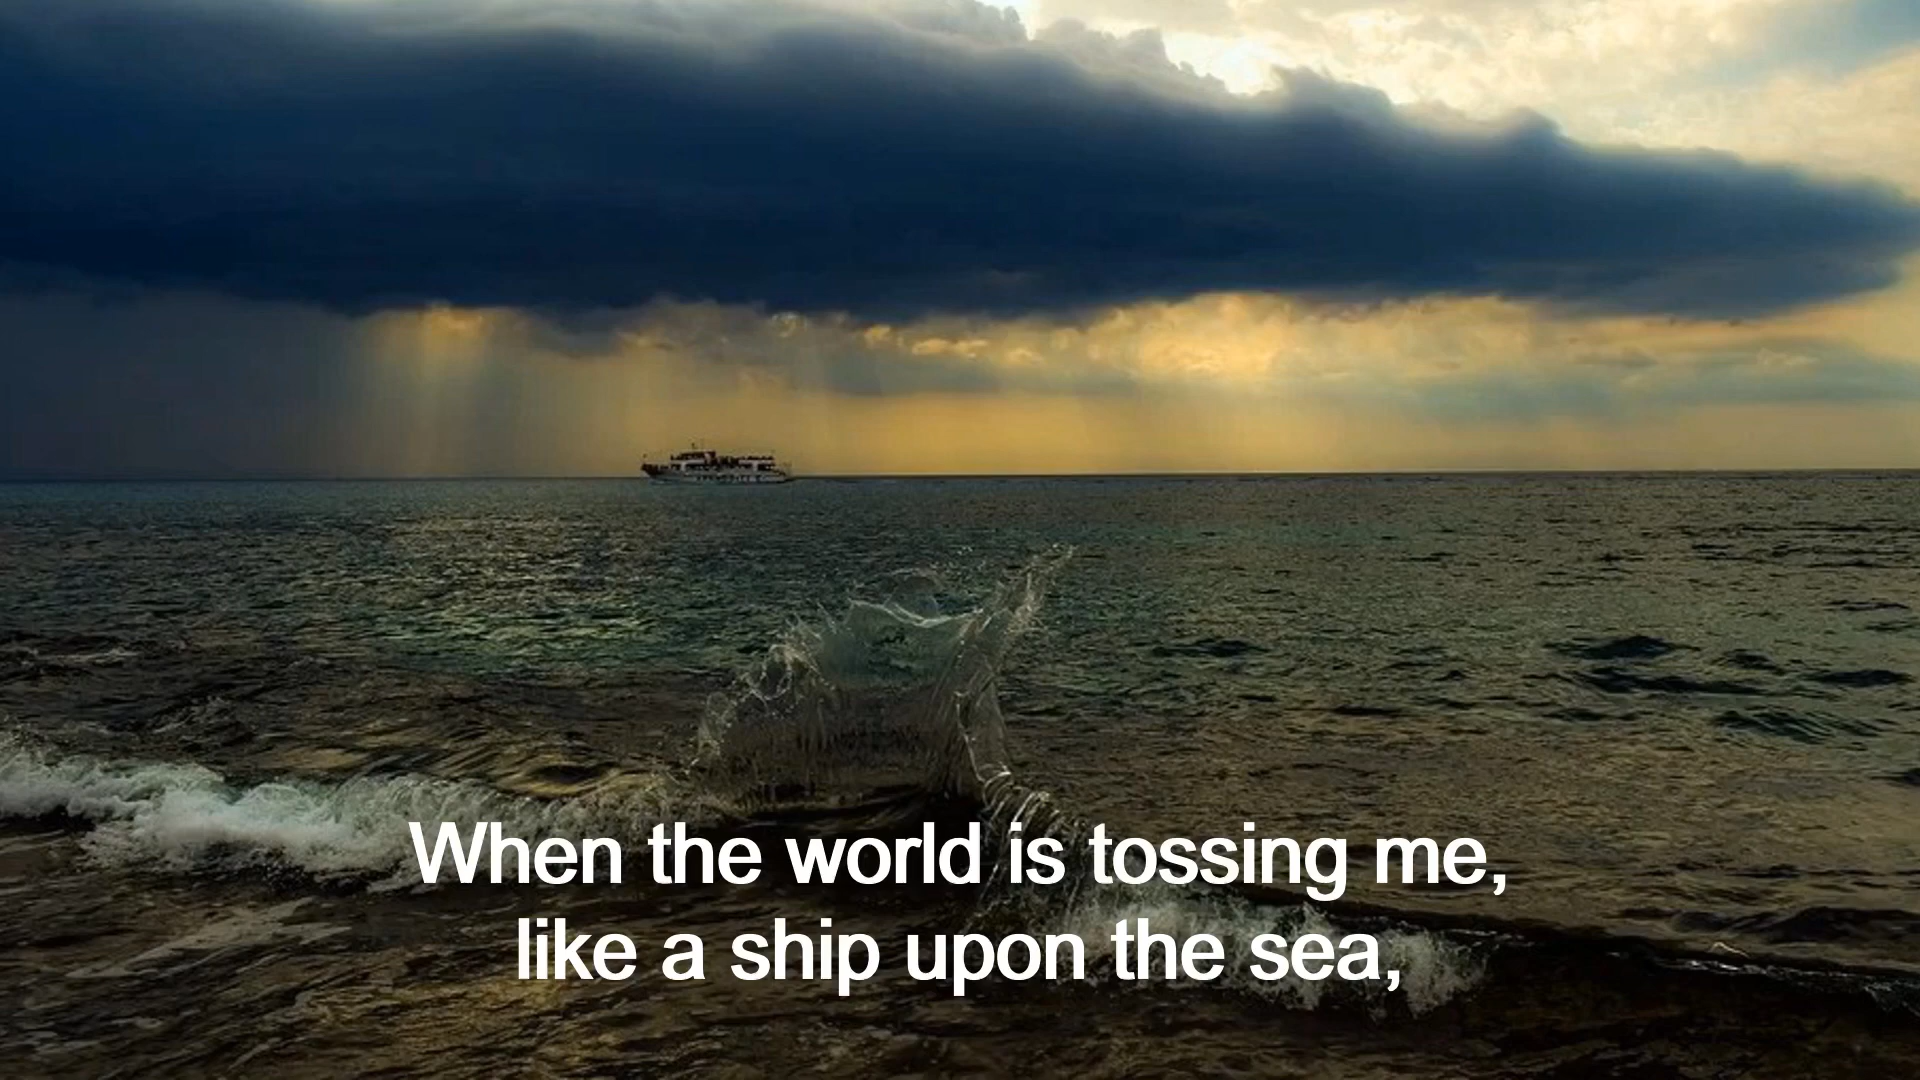 When the world is tossing me,
like a ship upon the sea,